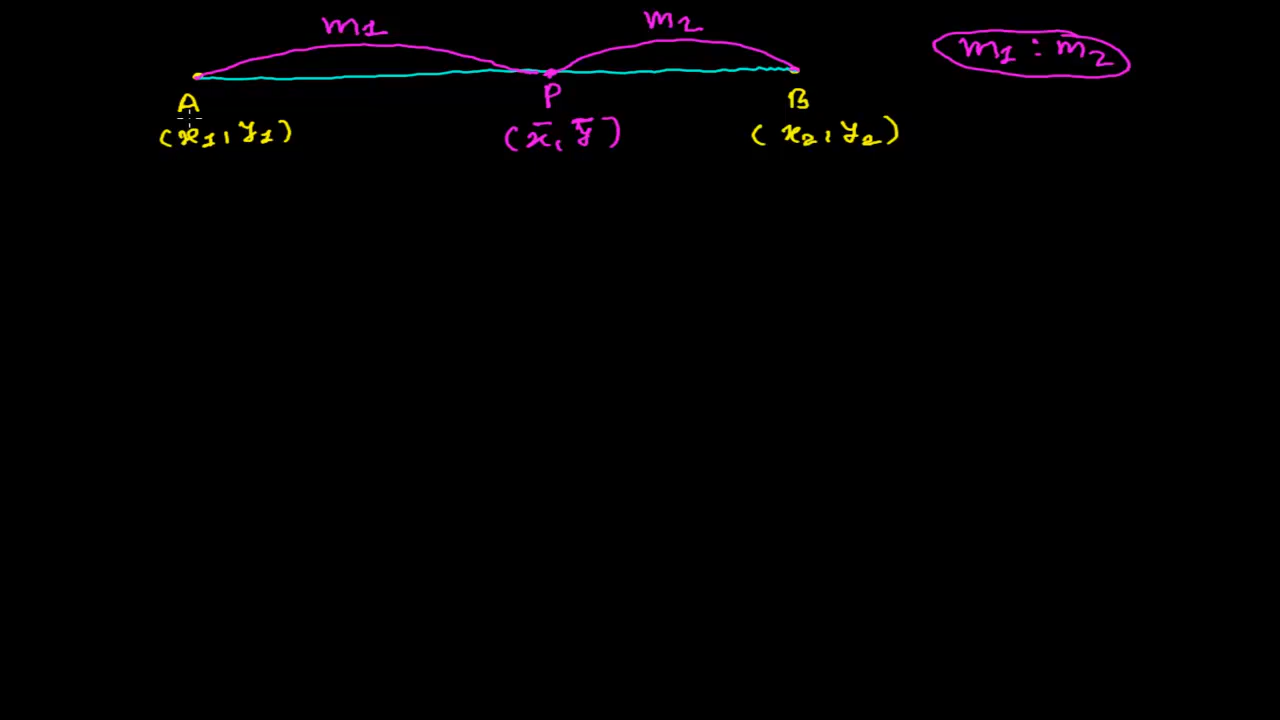 m1 m2 m1 : m2
A P B
(x1, y1) (x̄, ȳ) (x2, y2)